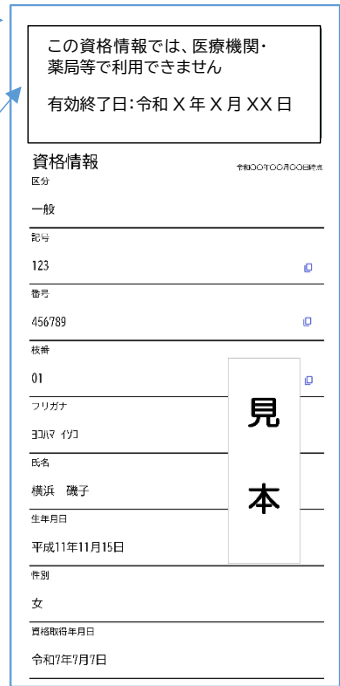 この資格情報では、医療機関・
薬局等で利用できません
有効終了日:令和 X 年 X 月 XX 日
資格情報
令和〇〇年〇〇月〇〇日時点
区分
一般
記号
123
番号
456789
枝番
01
フリガナ
ヨコハマ イソコ
氏名
横浜 磯子
生年月日
平成11年11月15日
性別
女
資格取得年月日
令和7年7月7日
見
本